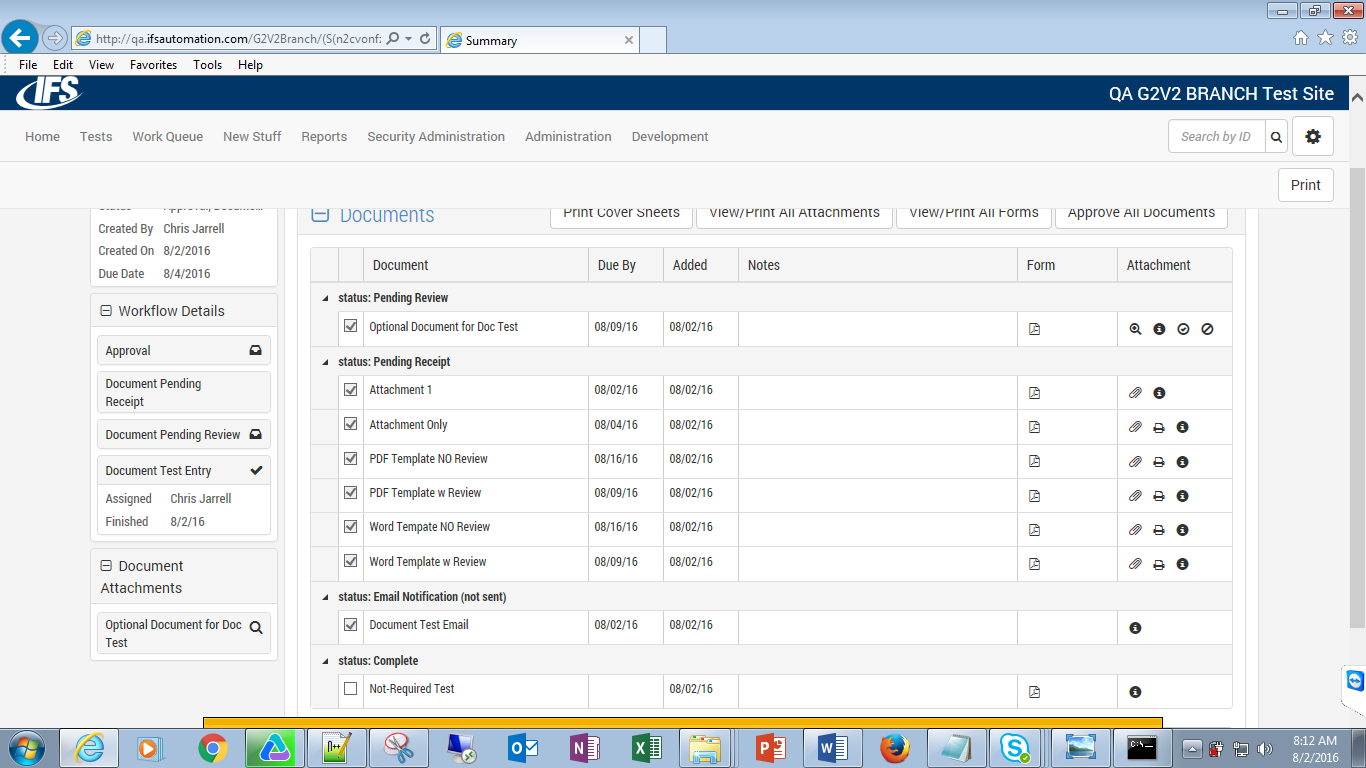 http://qa.ifsautomation.com/G2V2Branch/(S(n2cvonf:
Summary
File Edit View Favorites Tools Help
IFS
QA G2V2 BRANCH Test Site
Home Tests Work Queue New Stuff Reports Security Administration Administration Development
Search by ID
Print
Status Approval, Docume...
Created By Chris Jarrell
Created On 8/2/2016
Due Date 8/4/2016
Workflow Details
Approval
Document Pending
Receipt
Document Pending Review
Document Test Entry
Assigned Chris Jarrell
Finished 8/2/16
Document
Attachments
Optional Document for Doc
Test
Documents
Print Cover Sheets View/Print All Attachments View/Print All Forms Approve All Documents
Document Due By Added Notes Form Attachment
status: Pending Review
Optional Document for Doc Test 08/09/16 08/02/16
status: Pending Receipt
Attachment 1 08/02/16 08/02/16
Attachment Only 08/04/16 08/02/16
PDF Template NO Review 08/16/16 08/02/16
PDF Template w Review 08/09/16 08/02/16
Word Tempate NO Review 08/16/16 08/02/16
Word Template w Review 08/09/16 08/02/16
status: Email Notification (not sent)
Document Test Email 08/02/16 08/02/16
status: Complete
Not-Required Test 08/02/16
8:12 AM
8/2/2016